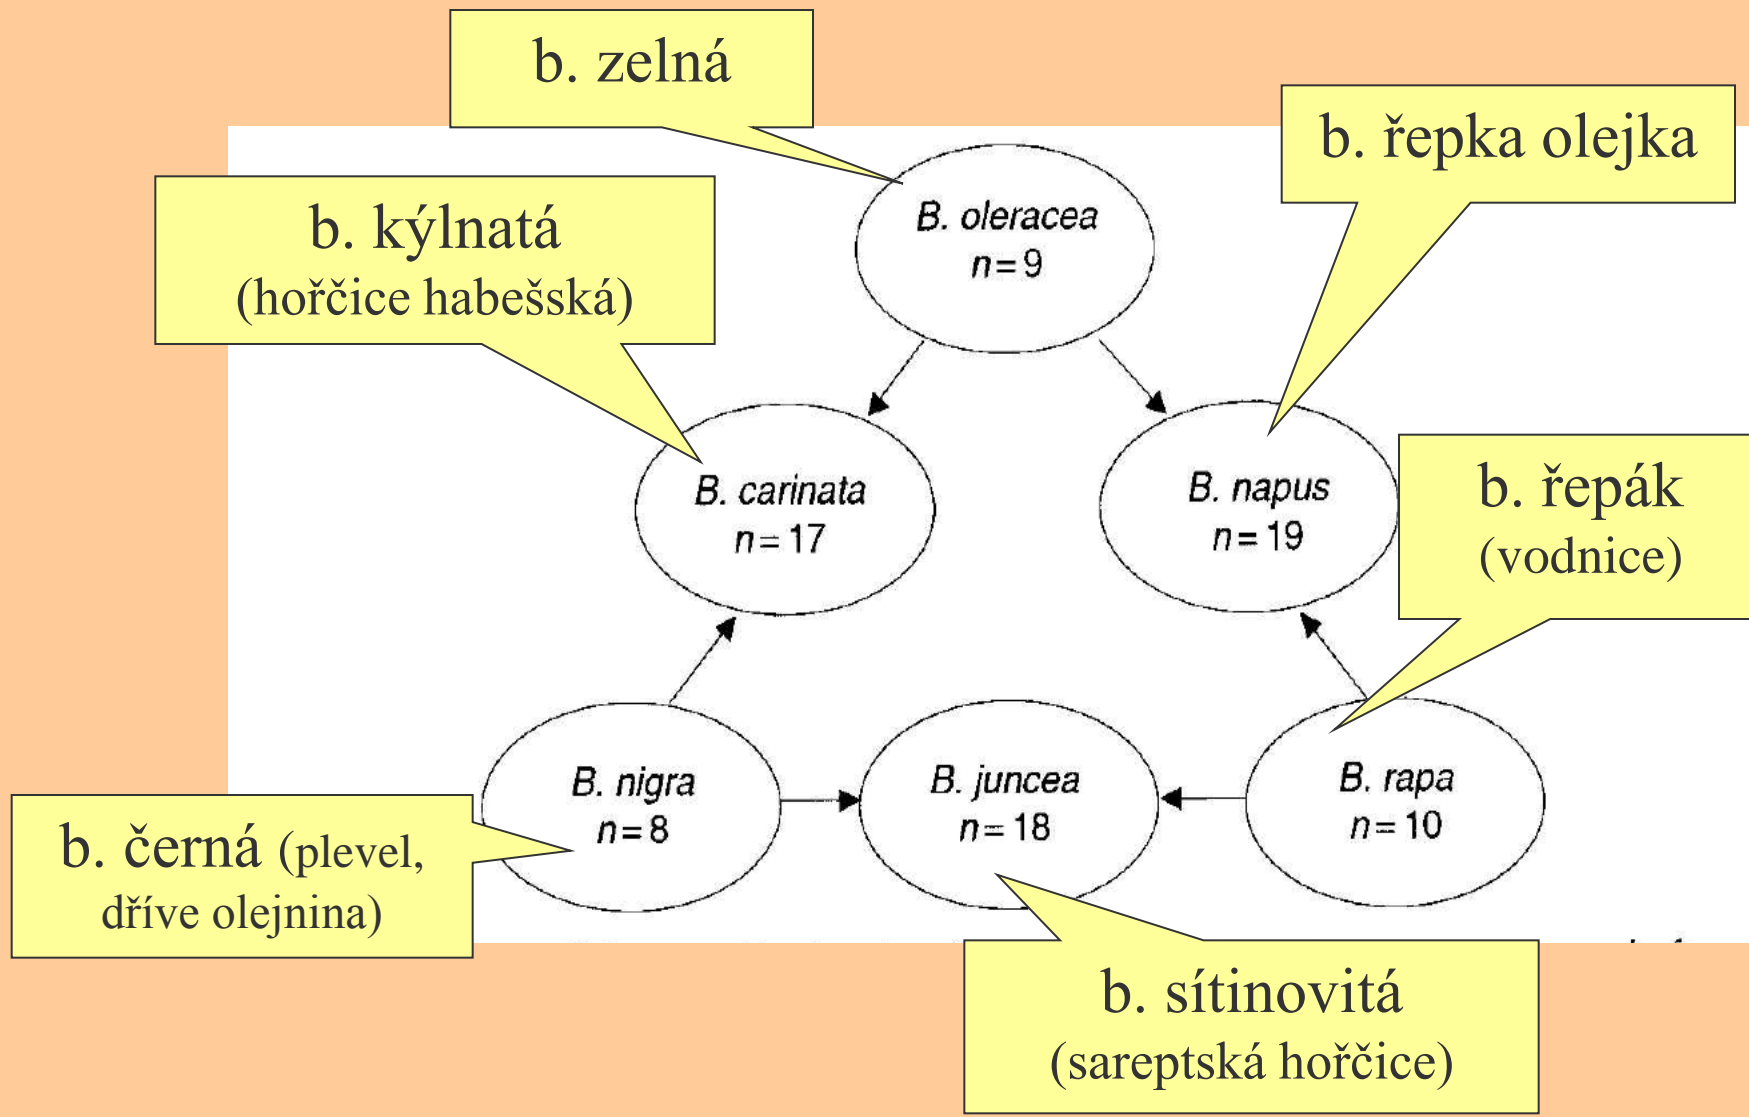 b. zelná
b. řepka olejka
b. kýlnatá
(hořčice habešská)
B. oleracea
n=9
B. carinata
n=17
B. napus
n=19
b. řepák
(vodnice)
B. nigra
n=8
B. juncea
n=18
B. rapa
n=10
b. černá (plevel,
dříve olejnina)
b. sítinovitá
(sareptská hořčice)